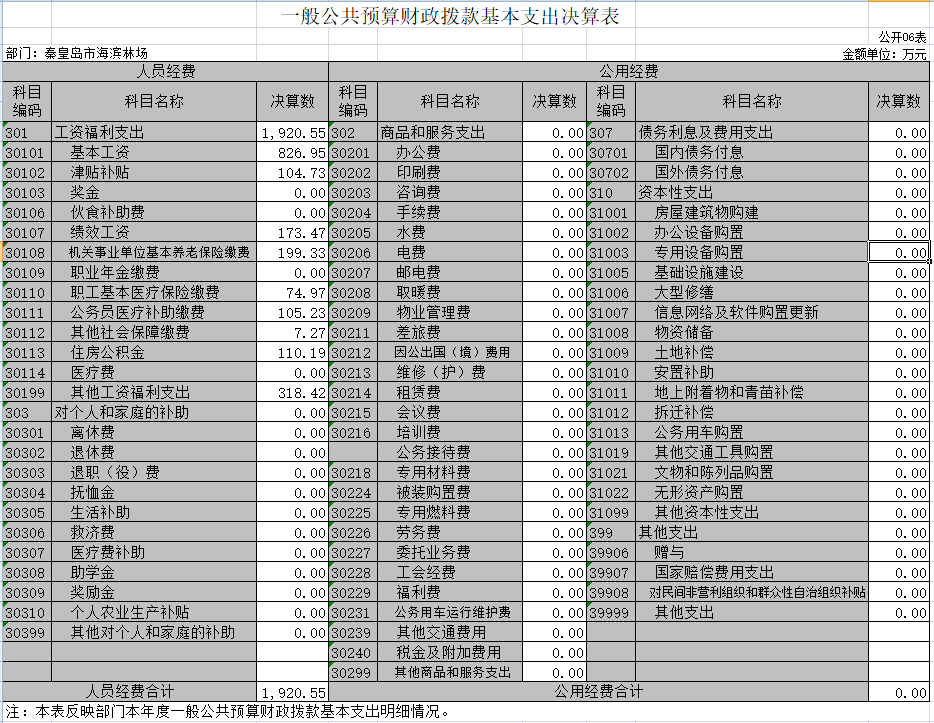 一般公共预算财政拨款基本支出决算表
公开06表
部门：秦皇岛市海滨林场 金额单位：万元
人员经费 公用经费
科目编码 科目名称 决算数 科目编码 科目名称 决算数 科目编码 科目名称 决算数
301 工资福利支出 1,920.55 302 商品和服务支出 0.00 307 债务利息及费用支出 0.00
30101 基本工资 826.95 30201 办公费 0.00 30701 国内债务付息 0.00
30102 津贴补贴 104.73 30202 印刷费 0.00 30702 国外债务付息 0.00
30103 奖金 0.00 30203 咨询费 0.00 310 资本性支出 0.00
30106 伙食补助费 0.00 30204 手续费 0.00 31001 房屋建筑物购建 0.00
30107 绩效工资 173.47 30205 水费 0.00 31002 办公设备购置 0.00
30108 机关事业单位基本养老保险缴费 199.33 30206 电费 0.00 31003 专用设备购置 0.00
30109 职业年金缴费 0.00 30207 邮电费 0.00 31005 基础设施建设 0.00
30110 职工基本医疗保险缴费 74.97 30208 取暖费 0.00 31006 大型修缮 0.00
30111 公务员医疗补助缴费 105.23 30209 物业管理费 0.00 31007 信息网络及软件购置更新 0.00
30112 其他社会保障缴费 7.27 30211 差旅费 0.00 31008 物资储备 0.00
30113 住房公积金 110.19 30212 因公出国（境）费用 0.00 31009 土地补偿 0.00
30114 医疗费 0.00 30213 维修（护）费 0.00 31010 安置补助 0.00
30199 其他工资福利支出 318.42 30214 租赁费 0.00 31011 地上附着物和青苗补偿 0.00
303 对个人和家庭的补助 0.00 30215 会议费 0.00 31012 拆迁补偿 0.00
30301 离休费 0.00 30216 培训费 0.00 31013 公务用车购置 0.00
30302 退休费 0.00 公务接待费 0.00 31019 其他交通工具购置 0.00
30303 退职（役）费 0.00 30218 专用材料费 0.00 31021 文物和陈列品购置 0.00
30304 抚恤金 0.00 30224 被装购置费 0.00 31022 无形资产购置 0.00
30305 生活补助 0.00 30225 专用燃料费 0.00 31099 其他资本性支出 0.00
30306 救济费 0.00 30226 劳务费 0.00 399 其他支出 0.00
30307 医疗费补助 0.00 30227 委托业务费 0.00 39906 赠与 0.00
30308 助学金 0.00 30228 工会经费 0.00 39907 国家赔偿费用支出 0.00
30309 奖励金 0.00 30229 福利费 0.00 39908 对民间非营利组织和群众性自治组织补贴 0.00
30310 个人农业生产补贴 0.00 30231 公务用车运行维护费 0.00 39999 其他支出 0.00
30399 其他对个人和家庭的补助 0.00 30239 其他交通费用 0.00
30240 税金及附加费用 0.00
30299 其他商品和服务支出 0.00
人员经费合计 1,920.55 公用经费合计 0.00
注：本表反映部门本年度一般公共预算财政拨款基本支出明细情况。